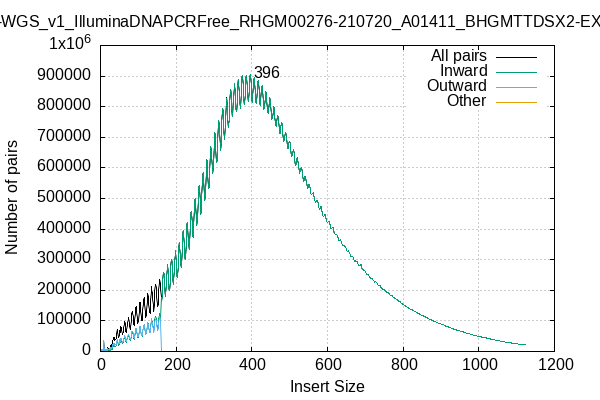 -WGS_v1_IlluminaDNAPCRFree_RHGM00276-210720_A01411_BHGMTTDSX2-EX
1x10^6
900000
800000
700000
600000
500000
400000
300000
200000
100000
0
Number of pairs
396
All pairs
Inward
Outward
Other
0 200 400 600 800 1000 1200
Insert Size